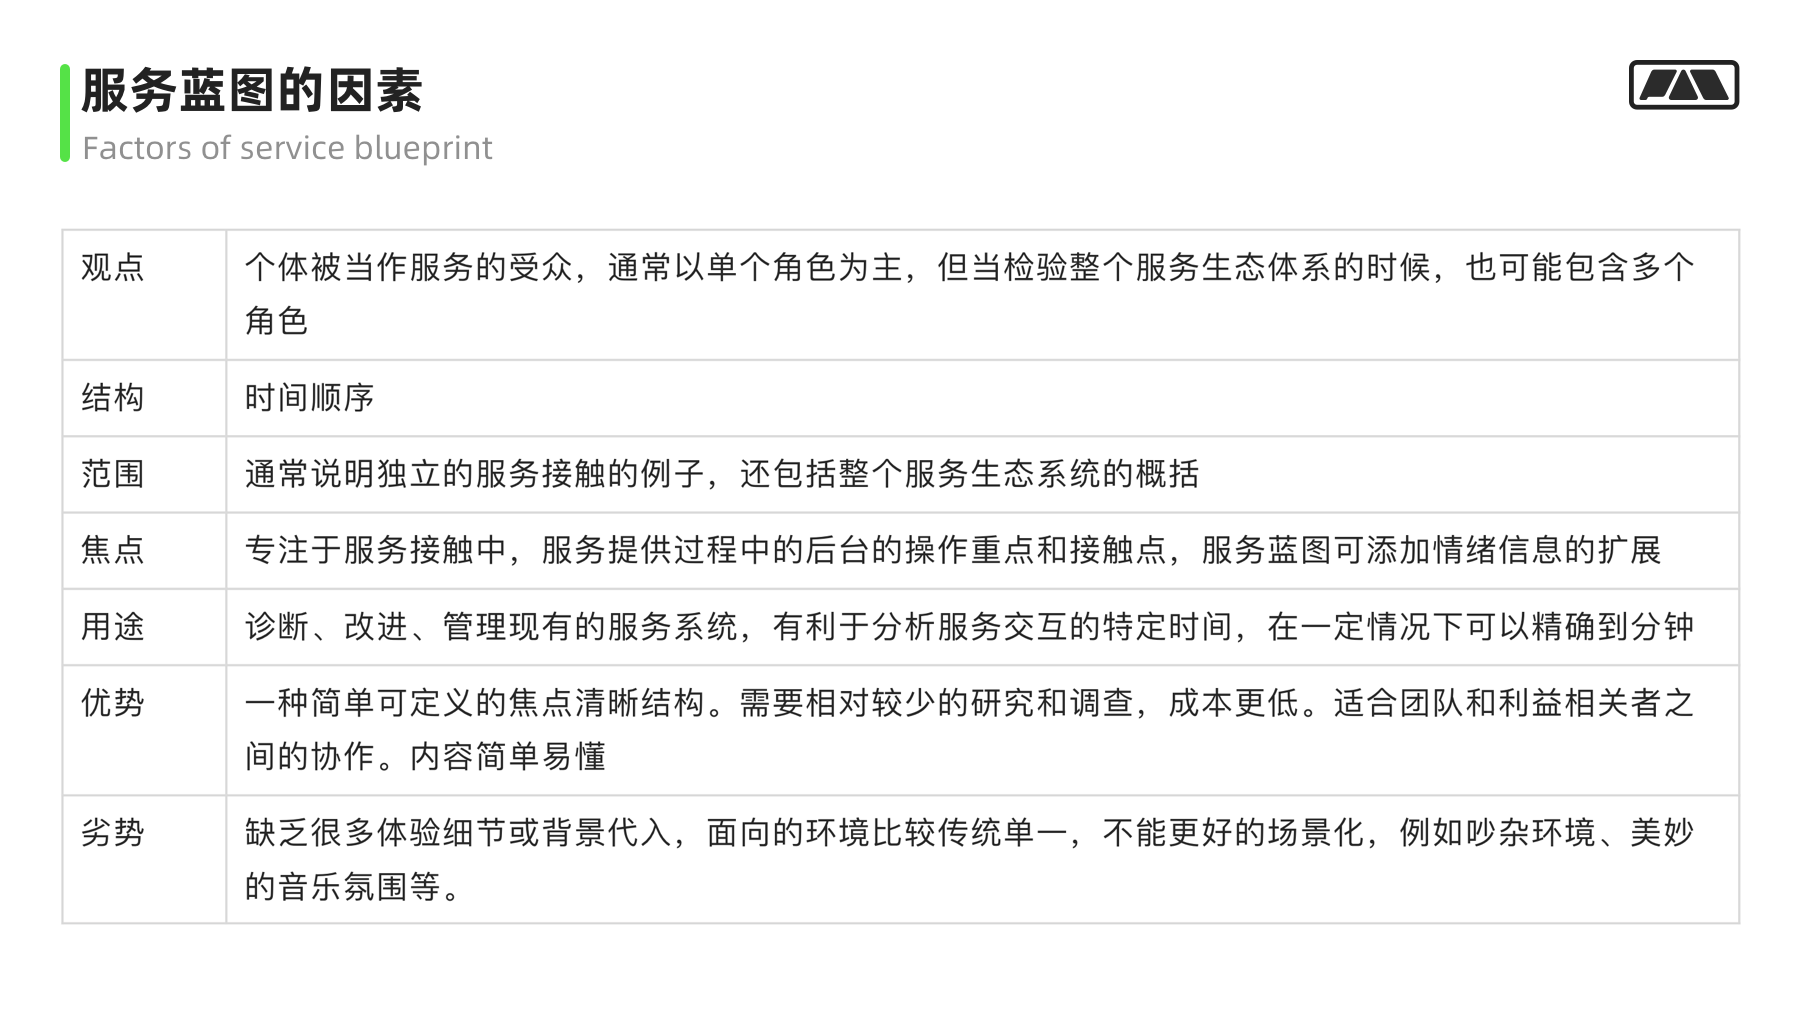 服务蓝图的因素
Factors of service blueprint
观点
个体被当作服务的受众，通常以单个角色为主，但当检验整个服务生态体系的时候，也可能包含多个
角色
结构
时间顺序
范围
通常说明独立的服务接触的例子，还包括整个服务生态系统的概括
焦点
专注于服务接触中，服务提供过程中的后台的操作重点和接触点，服务蓝图可添加情绪信息的扩展
用途
诊断、改进、管理现有的服务系统，有利于分析服务交互的特定时间，在一定情况下可以精确到分钟
优势
一种简单可定义的焦点清晰结构。需要相对较少的研究和调查，成本更低。适合团队和利益相关者之
间的协作。内容简单易懂
劣势
缺乏很多体验细节或背景代入，面向的环境比较传统单一，不能更好的场景化，例如吵杂环境、美妙
的音乐氛围等。